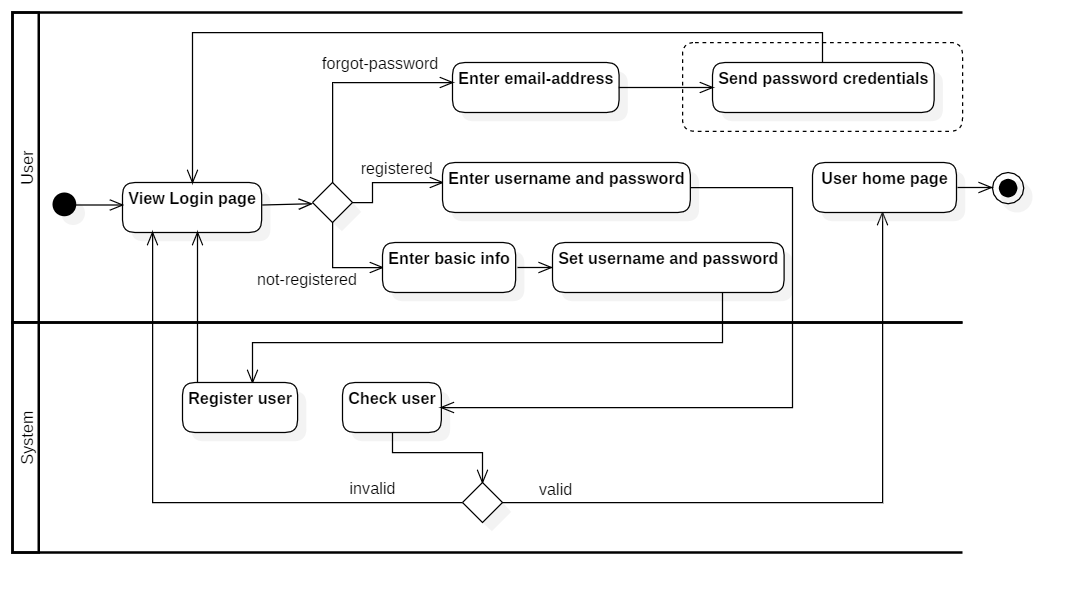 User
forgot-password
Enter email-address
Send password credentials
View Login page
registered
Enter username and password
User home page
not-registered
Enter basic info
Set username and password
System
Register user
Check user
invalid
valid